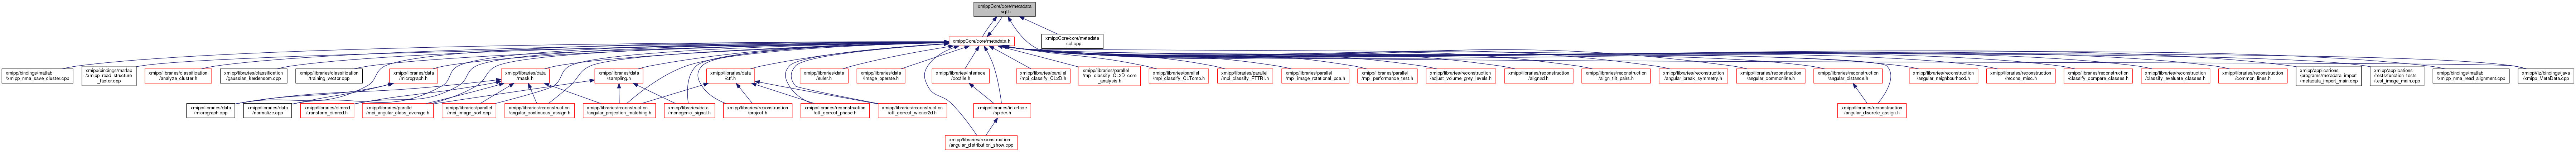 xmippCore/core/metadata
_sql.h
xmippCore/core/metadata.h
xmippCore/core/metadata
_sql.cpp
xmipp/bindings/matlab
/xmipp_nma_save_cluster.cpp
xmipp/bindings/matlab
/xmipp_read_structure
_factor.cpp
xmipp/libraries/classification
/analyze_cluster.h
xmipp/libraries/classification
/gaussian_kerdensom.cpp
xmipp/libraries/classification
/training_vector.cpp
xmipp/libraries/data
/micrograph.h
xmipp/libraries/data
/mask.h
xmipp/libraries/data
/sampling.h
xmipp/libraries/data
/ctf.h
xmipp/libraries/data
/euler.h
xmipp/libraries/data
/image_operate.h
xmipp/libraries/interface
/docfile.h
xmipp/libraries/parallel
/mpi_classify_CL2D.h
xmipp/libraries/parallel
/mpi_classify_CL2D_core
_analysis.h
xmipp/libraries/parallel
/mpi_classify_CLTomo.h
xmipp/libraries/parallel
/mpi_classify_FTTRI.h
xmipp/libraries/parallel
/mpi_image_rotational_pca.h
xmipp/libraries/parallel
/mpi_performance_test.h
xmipp/libraries/reconstruction
/adjust_volume_grey_levels.h
xmipp/libraries/reconstruction
/align2d.h
xmipp/libraries/reconstruction
/align_tilt_pairs.h
xmipp/libraries/reconstruction
/angular_break_symmetry.h
xmipp/libraries/reconstruction
/angular_commonline.h
xmipp/libraries/reconstruction
/angular_distance.h
xmipp/libraries/reconstruction
/angular_neighbourhood.h
xmipp/libraries/reconstruction
/recons_misc.h
xmipp/libraries/reconstruction
/classify_compare_classes.h
xmipp/libraries/reconstruction
/classify_evaluate_classes.h
xmipp/libraries/reconstruction
/common_lines.h
xmipp/applications
/programs/metadata_import
/metadata_import_main.cpp
xmipp/applications
/tests/function_tests
/test_image_main.cpp
xmipp/bindings/matlab
/xmipp_nma_read_alignment.cpp
xmippViz/bindings/java
/xmipp_MetaData.cpp
xmipp/libraries/data
/micrograph.cpp
xmipp/libraries/data
/normalize.cpp
xmipp/libraries/dimred
/transform_dimred.h
xmipp/libraries/parallel
/mpi_angular_class_average.h
xmipp/libraries/parallel
/mpi_image_sort.cpp
xmipp/libraries/reconstruction
/angular_continuous_assign.h
xmipp/libraries/reconstruction
/angular_projection_matching.h
xmipp/libraries/data
/monogenic_signal.h
xmipp/libraries/reconstruction
/project.h
xmipp/libraries/reconstruction
/ctf_correct_phase.h
xmipp/libraries/reconstruction
/ctf_correct_wiener2d.h
xmipp/libraries/interface
/spider.h
xmipp/libraries/reconstruction
/angular_discrete_assign.h
xmipp/libraries/reconstruction
/angular_distribution_show.cpp